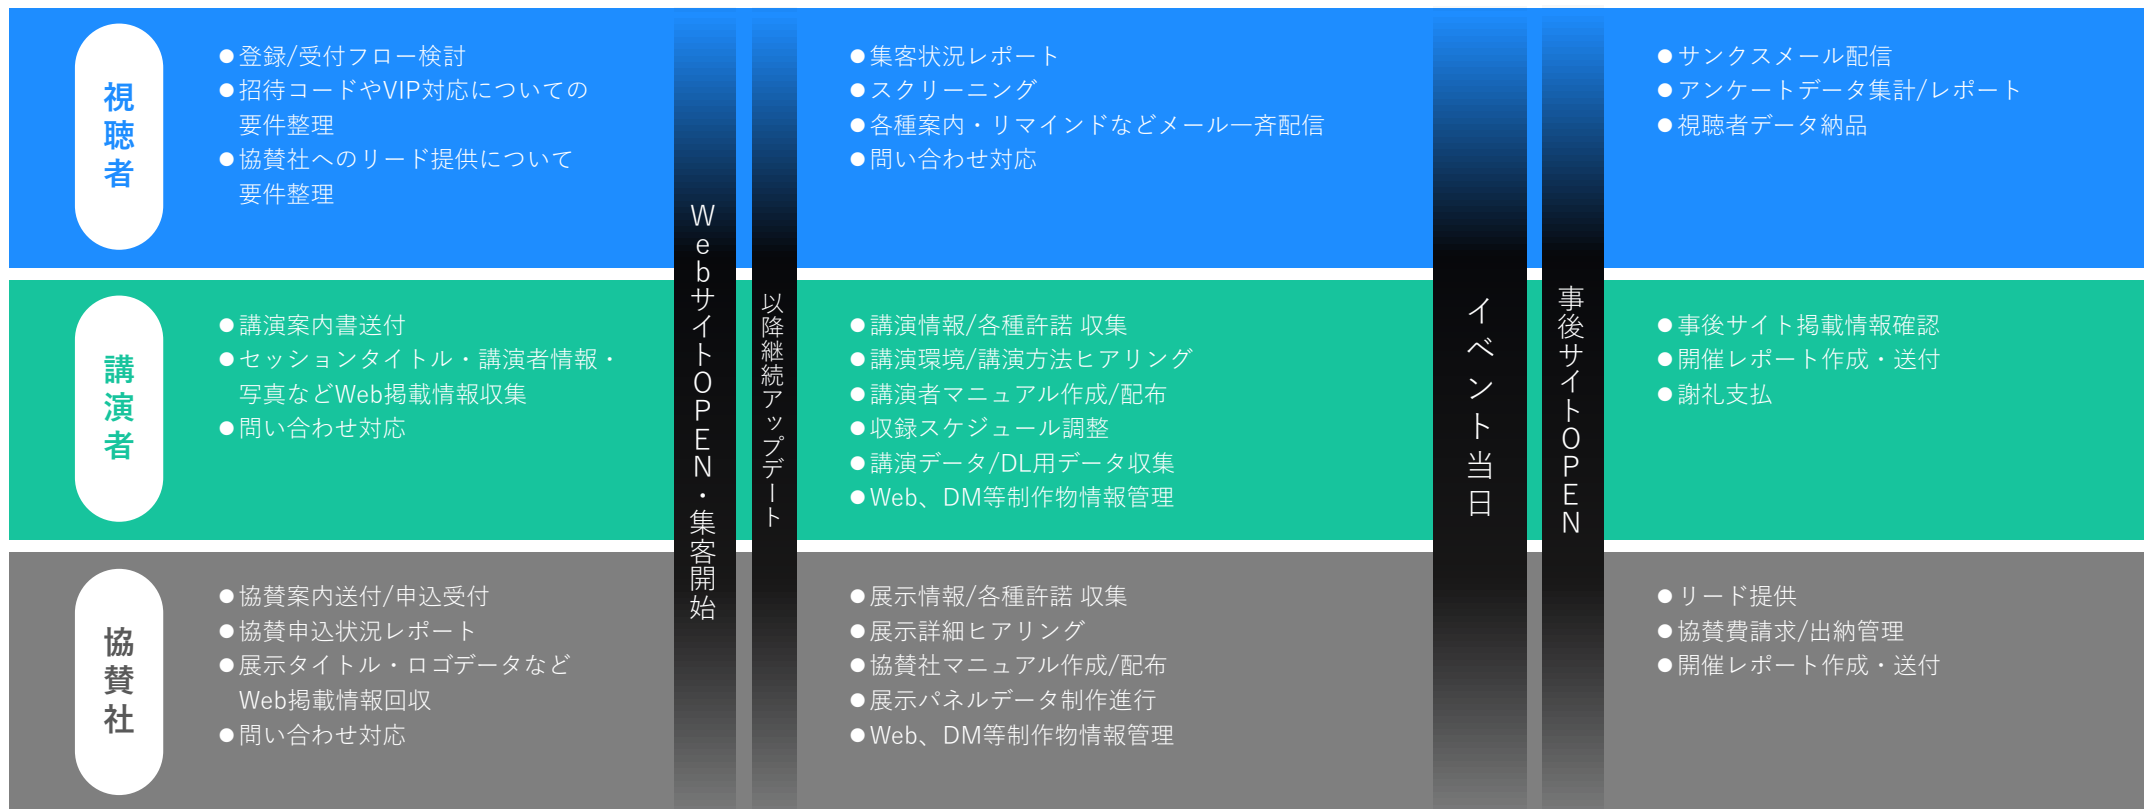 視聴者
●登録/受付フロー検討
●招待コードやVIP対応についての
要件整理
●協賛社へのリード提供について
要件整理
●集客状況レポート
●スクリーニング
●各種案内・リマインドなどメール一斉配信
●問い合わせ対応
●サンクスメール配信
●アンケートデータ集計/レポート
●視聴者データ納品
WebサイトOPEN・集客開始
以降継続アップデート
イベント当日
事後サイトOPEN
講演者
●講演案内書送付
●セッションタイトル・講演者情報・
写真などWeb掲載情報収集
●問い合わせ対応
●講演情報/各種許諾 収集
●講演環境/講演方法ヒアリング
●講演者マニュアル作成/配布
●収録スケジュール調整
●講演データ/DL用データ収集
●Web、DM等制作物情報管理
●事後サイト掲載情報確認
●開催レポート作成・送付
●謝礼支払
協賛社
●協賛案内送付/申込受付
●協賛申込状況レポート
●展示タイトル・ロゴデータなど
Web掲載情報回収
●問い合わせ対応
●展示情報/各種許諾 収集
●展示詳細ヒアリング
●協賛社マニュアル作成/配布
●展示パネルデータ制作進行
●Web、DM等制作物情報管理
●リード提供
●協賛費請求/出納管理
●開催レポート作成・送付